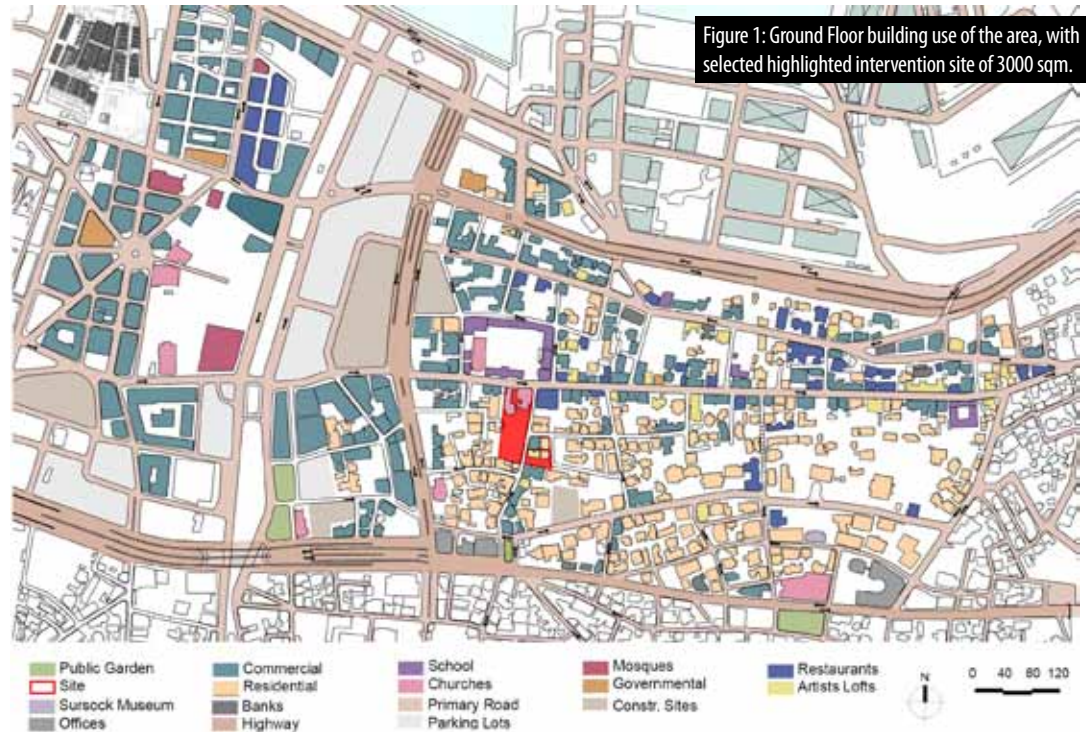 Figure 1: Ground Floor building use of the area, with
selected highlighted intervention site of 3000 sqm.
Public Garden
Site
Sursock Museum
Offices
Commercial
Residential
Banks
Highway
School
Churches
Primary Road
Parking Lots
Mosques
Governmental
Constr. Sites
Restaurants
Artists Lofts
N
0 40 80 120